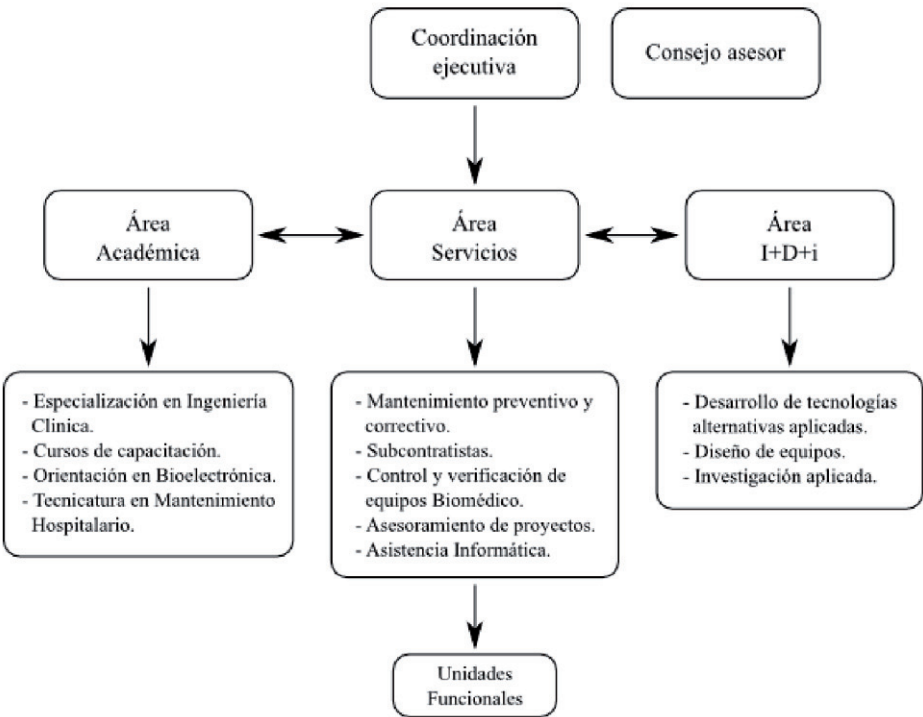 Coordinación
ejecutiva
Consejo asesor
Área
Académica
Área
Servicios
Área
I+D+i
- Especialización en Ingeniería
Clinica.
- Cursos de capacitación.
- Orientación en Bioelectrónica.
- Tecnicatura en Mantenimiento
Hospitalario.
- Mantenimiento preventivo y
correctivo.
- Subcontratistas.
- Control y verificación de
equipos Biomédico.
- Asesoramiento de proyectos.
- Asistencia Informática.
- Desarrollo de tecnologías
alternativas aplicadas.
- Diseño de equipos.
- Investigación aplicada.
Unidades
Funcionales